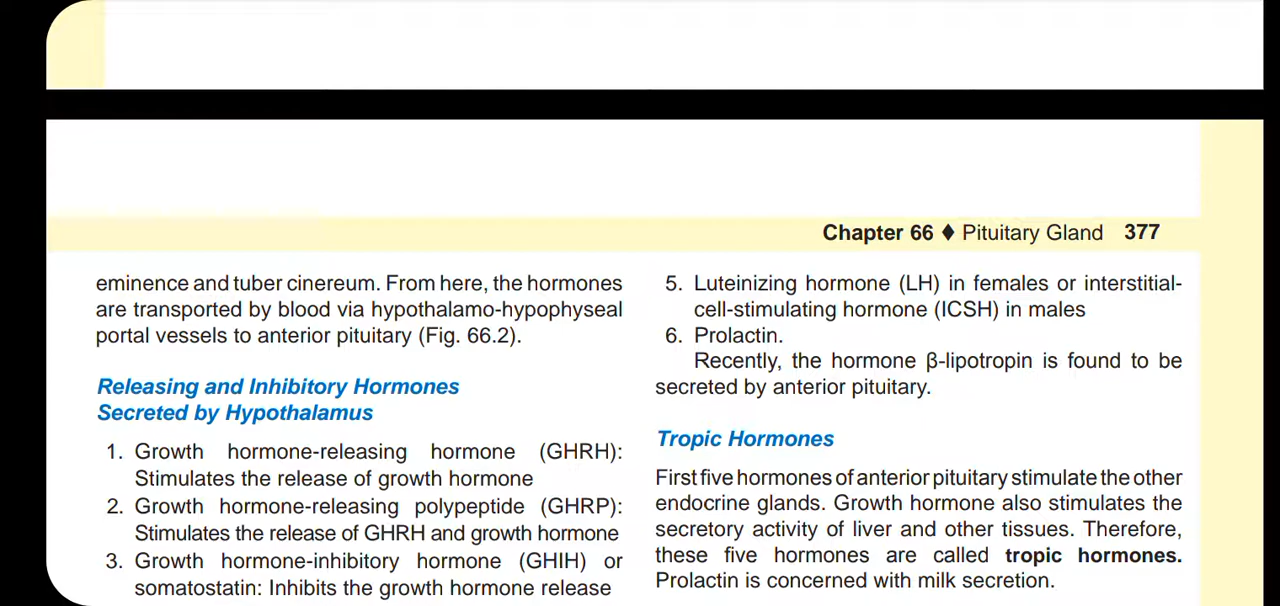 Chapter 66 ♦ Pituitary Gland 377
eminence and tuber cinereum. From here, the hormones
are transported by blood via hypothalamo-hypophyseal
portal vessels to anterior pituitary (Fig. 66.2).
Releasing and Inhibitory Hormones
Secreted by Hypothalamus
1. Growth hormone-releasing hormone (GHRH):
Stimulates the release of growth hormone
2. Growth hormone-releasing polypeptide (GHRP):
Stimulates the release of GHRH and growth hormone
3. Growth hormone-inhibitory hormone (GHIH) or
somatostatin: Inhibits the growth hormone release
5. Luteinizing hormone (LH) in females or interstitial-
cell-stimulating hormone (ICSH) in males
6. Prolactin.
Recently, the hormone β-lipotropin is found to be
secreted by anterior pituitary.
Tropic Hormones
First five hormones of anterior pituitary stimulate the other
endocrine glands. Growth hormone also stimulates the
secretory activity of liver and other tissues. Therefore,
these five hormones are called tropic hormones.
Prolactin is concerned with milk secretion.